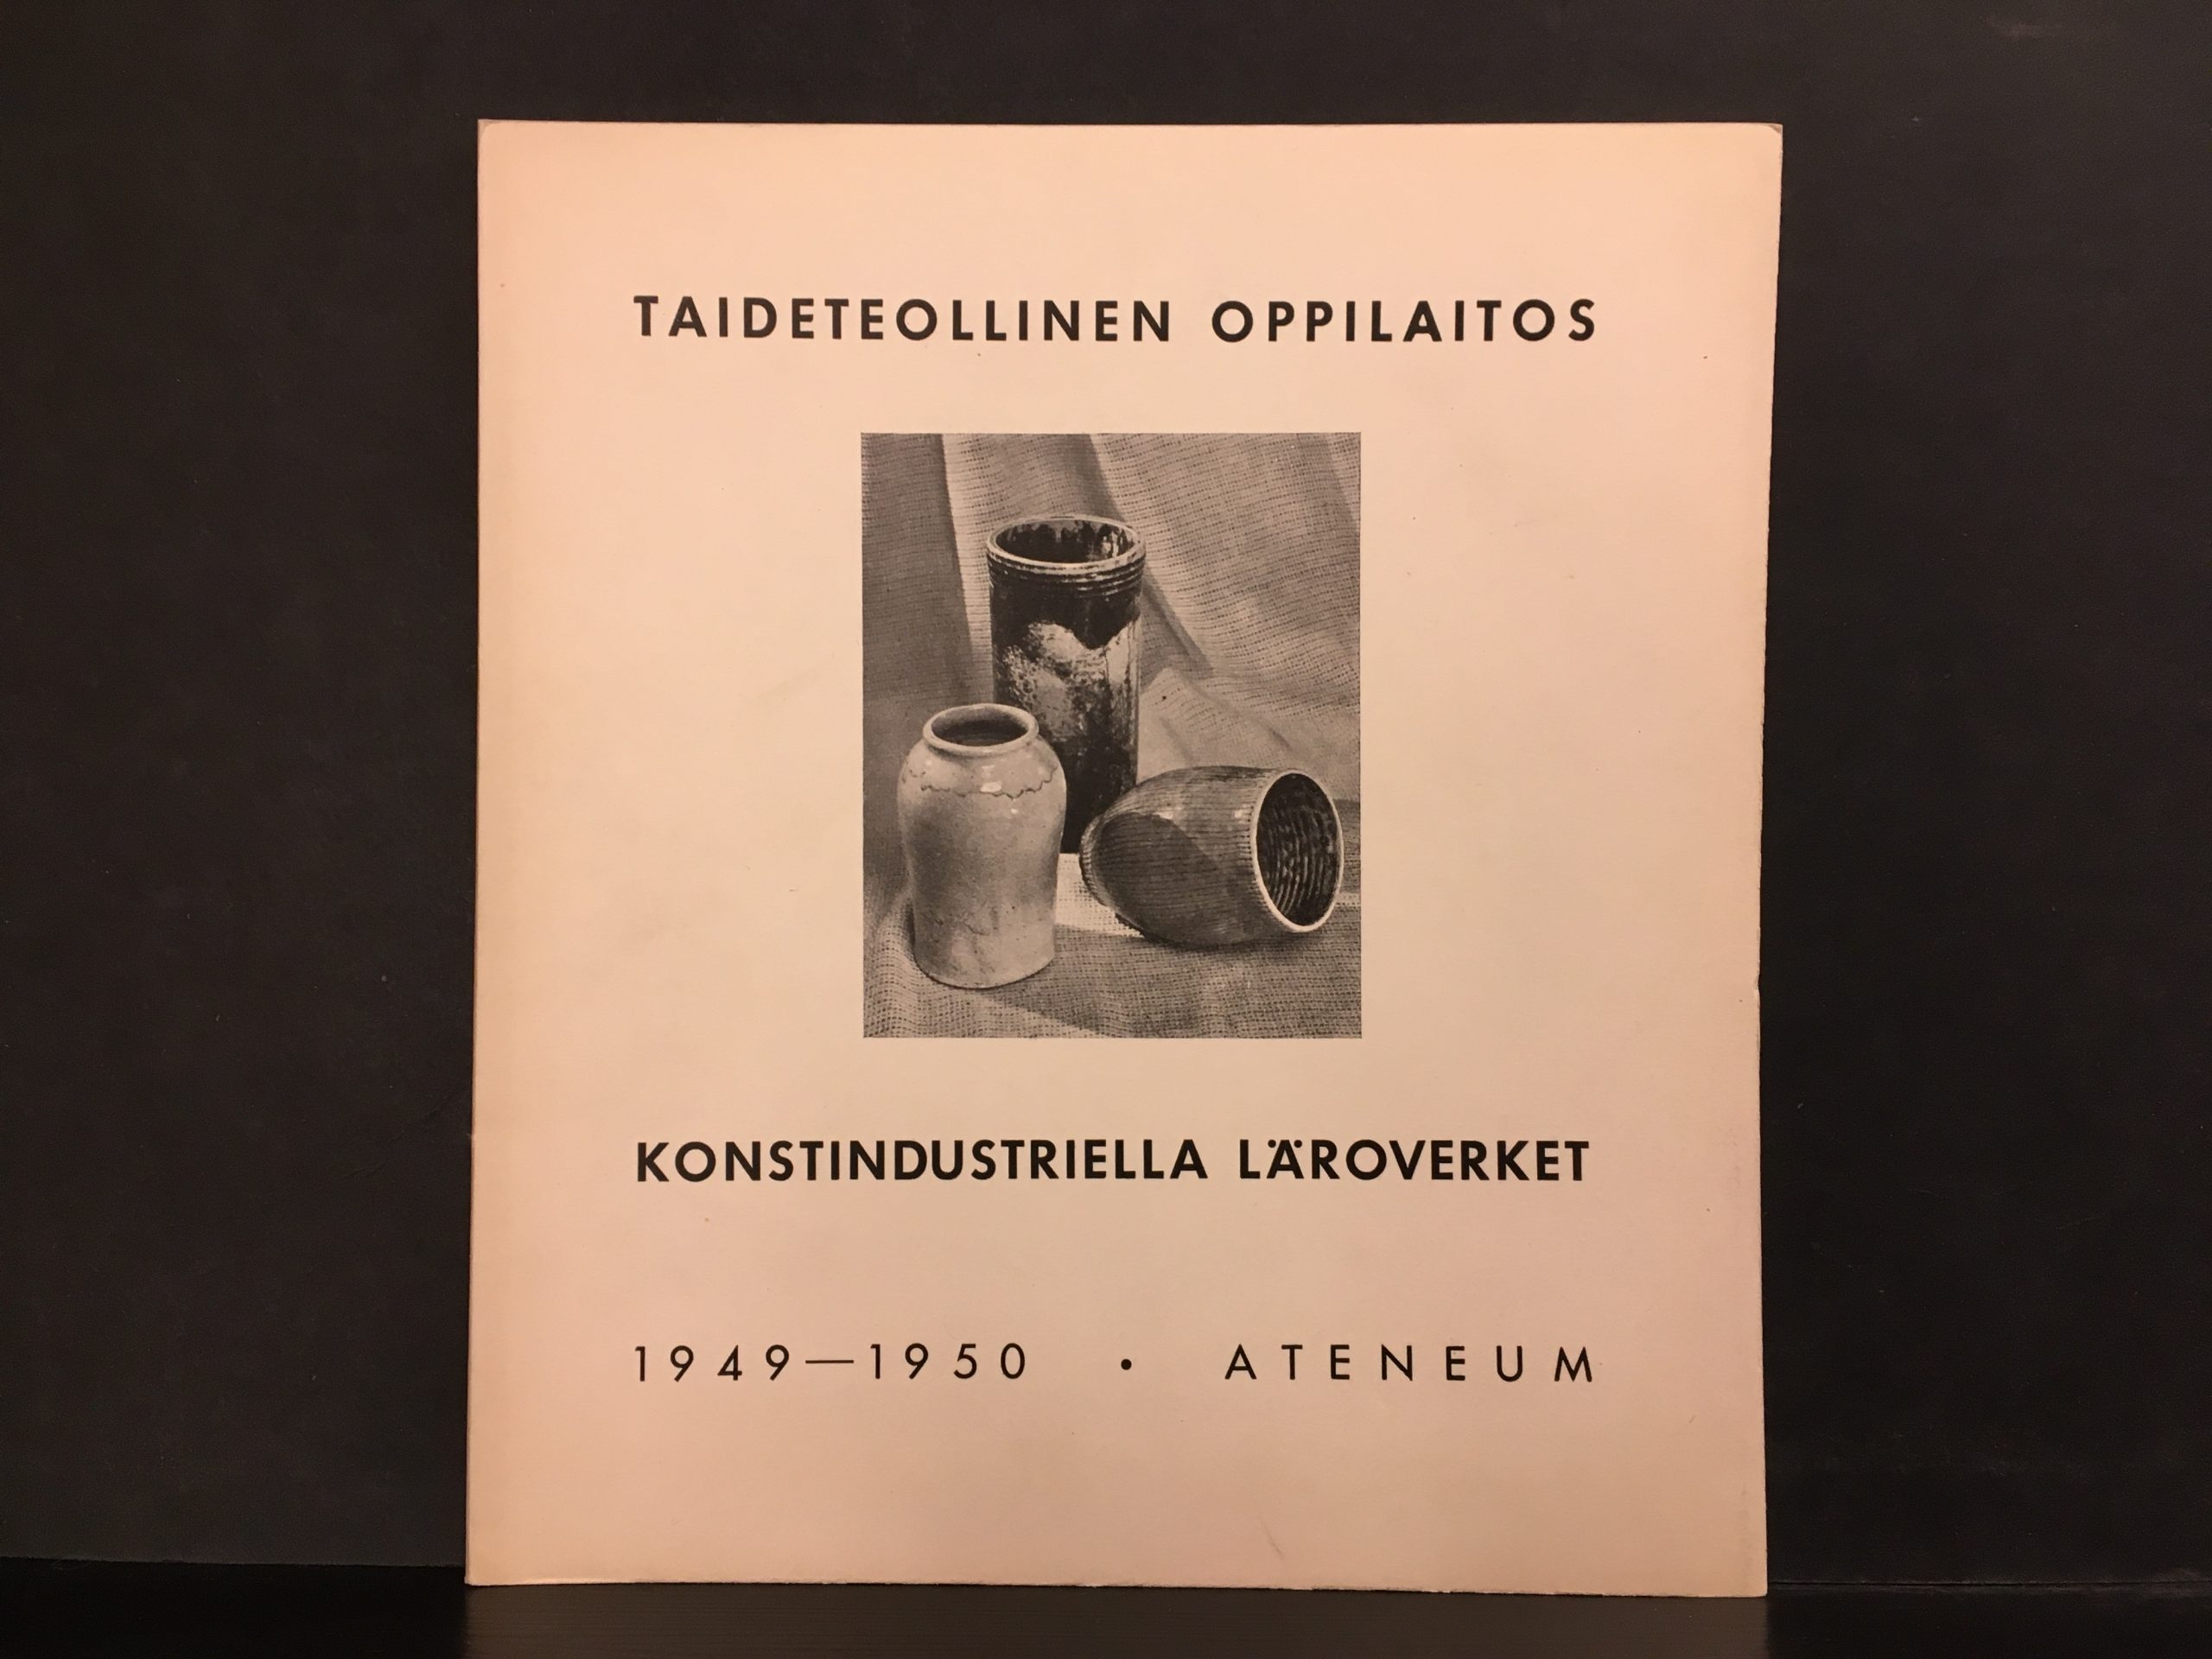 TAIDETEOLLINEN OPPILAITOS
KONSTINDUSTRIELLA LÄROVERKET
1949—1950 • ATENEUM